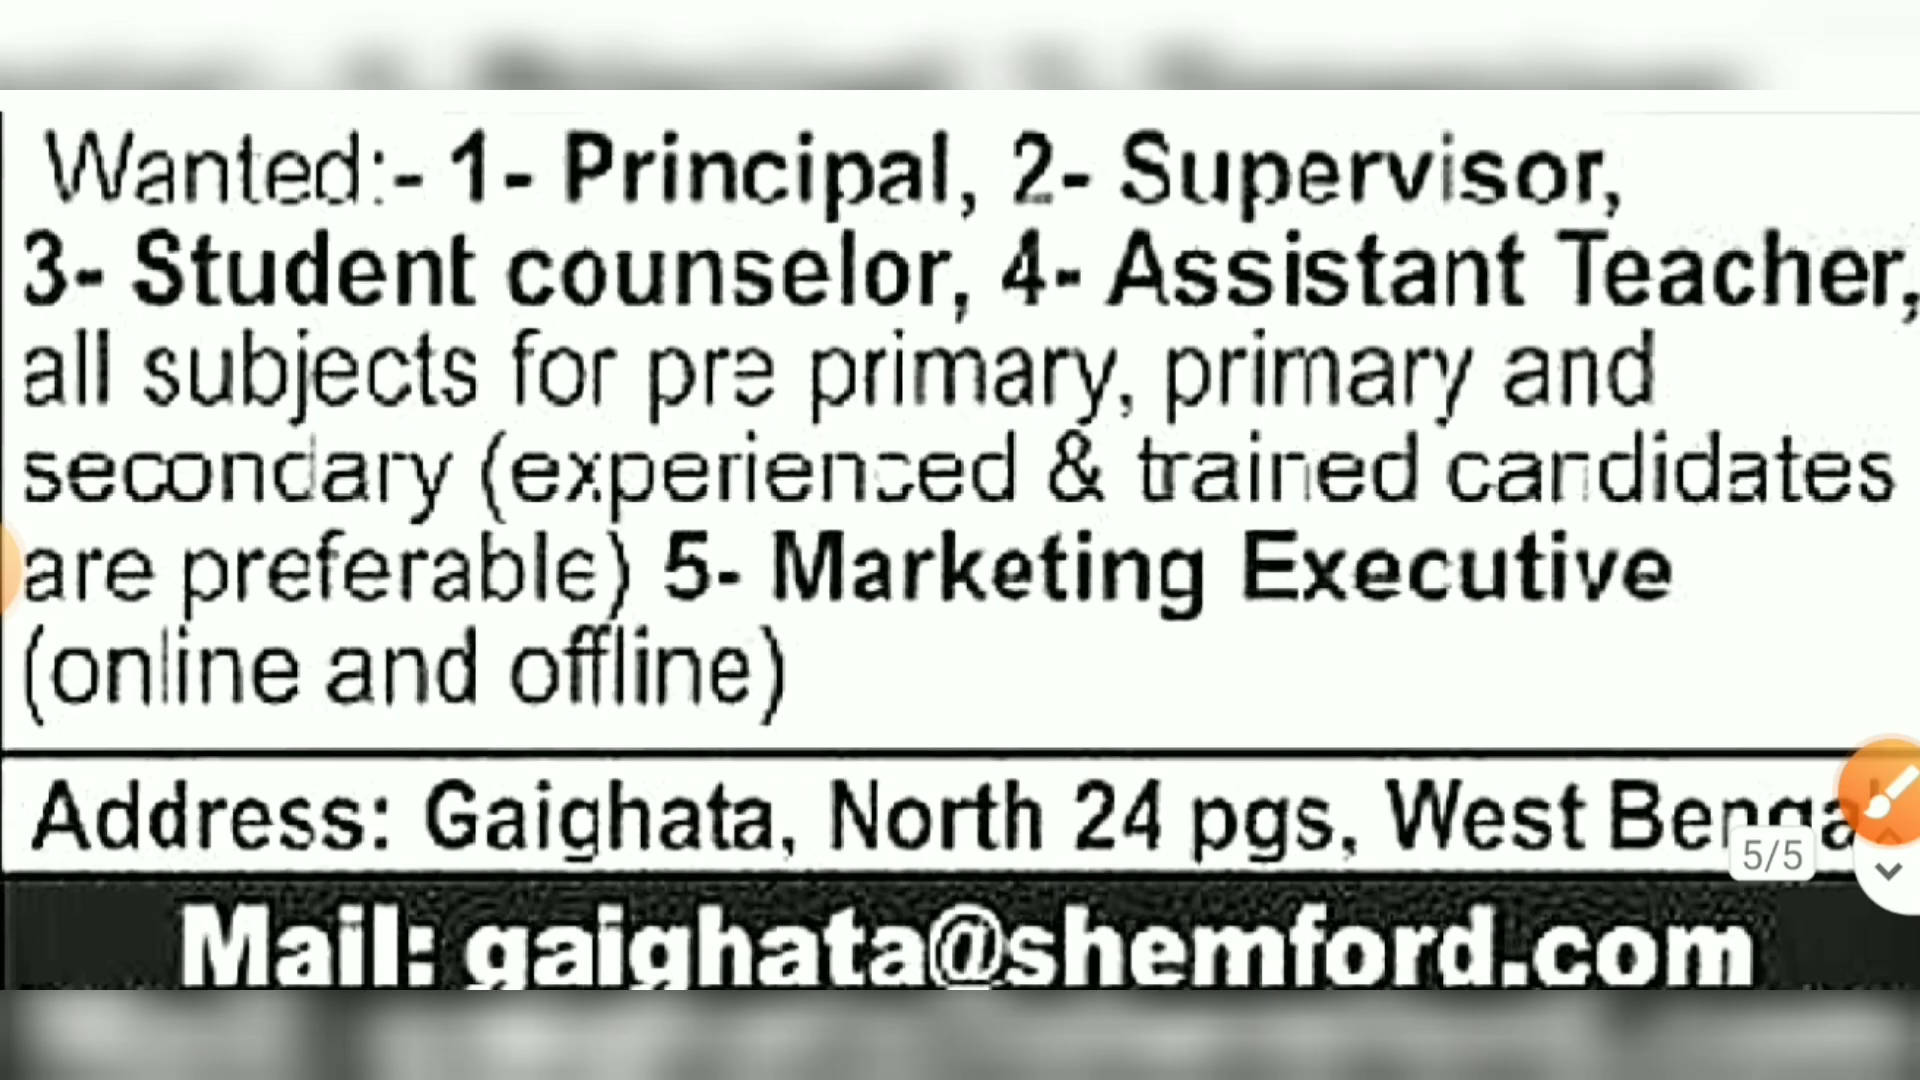 Wanted:- 1- Principal, 2- Supervisor,
3- Student counselor, 4- Assistant Teacher,
all subjects for pre primary, primary and
secondary (experienced & trained candidates
are preferable) 5- Marketing Executive
(online and offline)
Address: Gaighata, North 24 pgs, West Bengal
5/5
Mail: gaighata@shemford.com